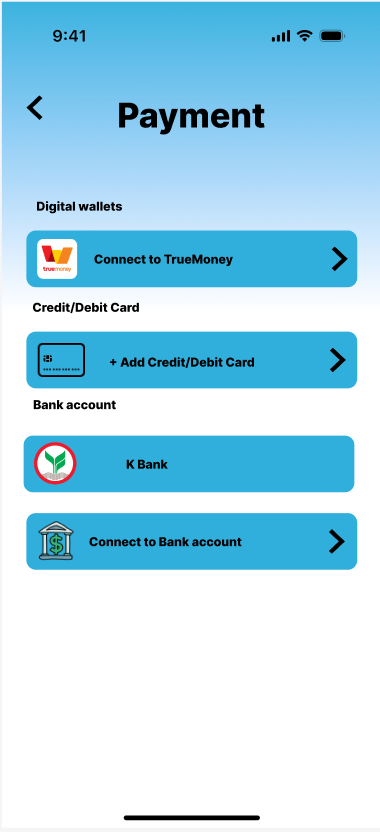 9:41
Payment
Digital wallets
truemoney
Connect to TrueMoney
Credit/Debit Card
+ Add Credit/Debit Card
Bank account
K Bank
$
Connect to Bank account